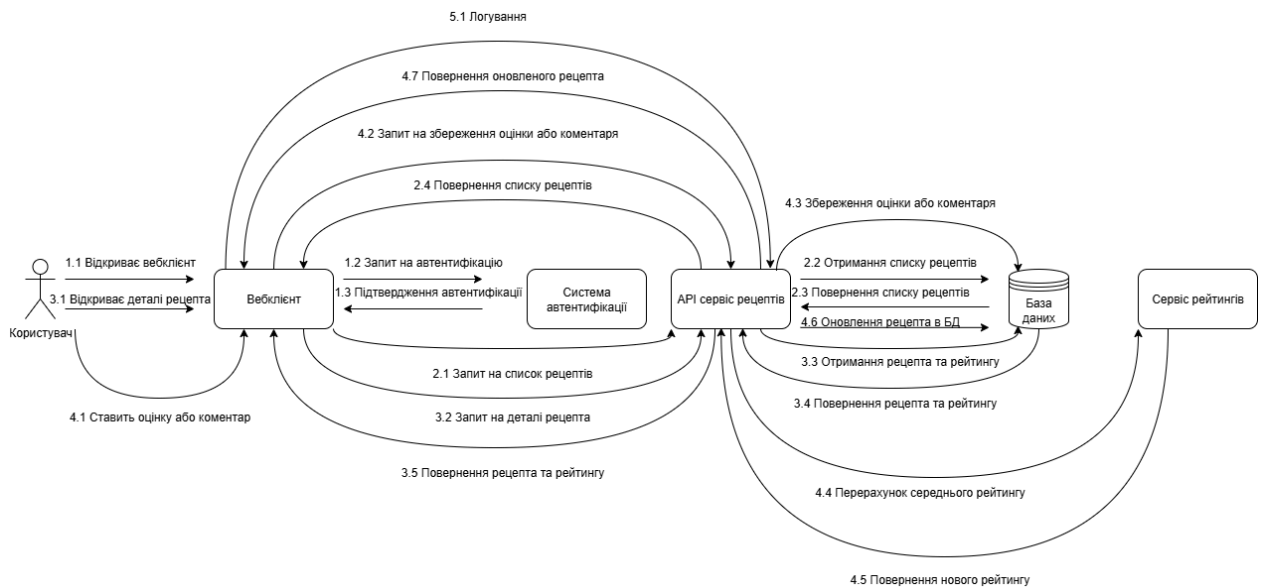 5.1 Логування
4.7 Повернення оновленого рецепта
4.2 Запит на збереження оцінки або коментаря
2.4 Повернення списку рецептів
4.3 Збереження оцінки або коментаря
1.1 Відкриває вебклієнт
1.2 Запит на автентифікацію
2.2 Отримання списку рецептів
3.1 Відкриває деталі рецепта
Вебклієнт
1.3 Підтвердження автентифікації
Система
автентифікації
API сервіс рецептів
2.3 Повернення списку рецептів
База
даних
Сервіс рейтингів
Користувач
4.6 Оновлення рецепта в БД
2.1 Запит на список рецептів
3.3 Отримання рецепта та рейтингу
4.1 Ставить оцінку або коментар
3.2 Запит на деталі рецепта
3.4 Повернення рецепта та рейтингу
3.5 Повернення рецепта та рейтингу
4.4 Перерахунок середнього рейтингу
4.5 Повернення нового рейтингу